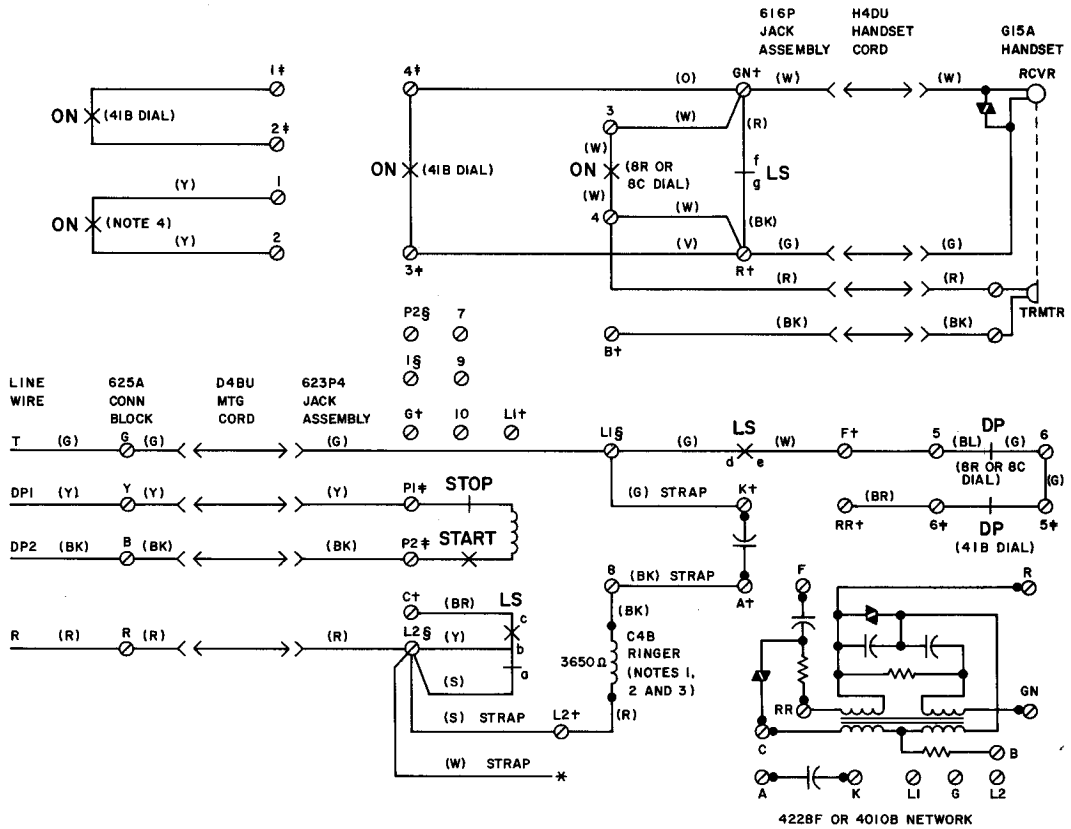 616P
JACK
ASSEMBLY
H4DU
HANDSET
CORD
G15A
HANDSET
1‡
4‡
(O)
GN†
(W)
(W)
RCVR
ON
(41B DIAL)
3
(W)
(R)
2‡
(W)
f
ON
(41B DIAL)
ON
(8R OR
8C DIAL)
LS
(Y)
1
g
(W)
ON
(NOTE 4)
4
(W)
(BK)
(Y)
2
(V)
(G)
(G)
3‡
R†
(R)
(R)
P2§
7
(BK)
(BK)
TRMTR
B†
1§
9
LINE
WIRE
625A
CONN
BLOCK
D4BU
MTG
CORD
623P4
JACK
ASSEMBLY
G†
10
L1†
T
(G)
G
(G)
(G)
L1§
(G)
LS
d
e
(W)
F†
5
(BL)
DP
(G)
6
(8R OR 8C
DIAL)
DP1
(Y)
Y
(Y)
(Y)
P1‡
STOP
(G) STRAP
K†
(BR)
(G)
RR†
6‡
DP
5‡
(41B DIAL)
DP2
(BK)
B
(BK)
(BK)
P2‡
START
C†
(BR)
LS
8
(BK) STRAP
A†
F
R
c
(BK)
R
(R)
R
(R)
(R)
L2§
(Y)
b
C4B
RINGER
(NOTES 1,
2 AND 3)
3650Ω
a
(S)
(S) STRAP
L2†
(R)
RR
GN
C
B
(W) STRAP
*
A
K
L1
G
L2
4228F OR 4010B NETWORK